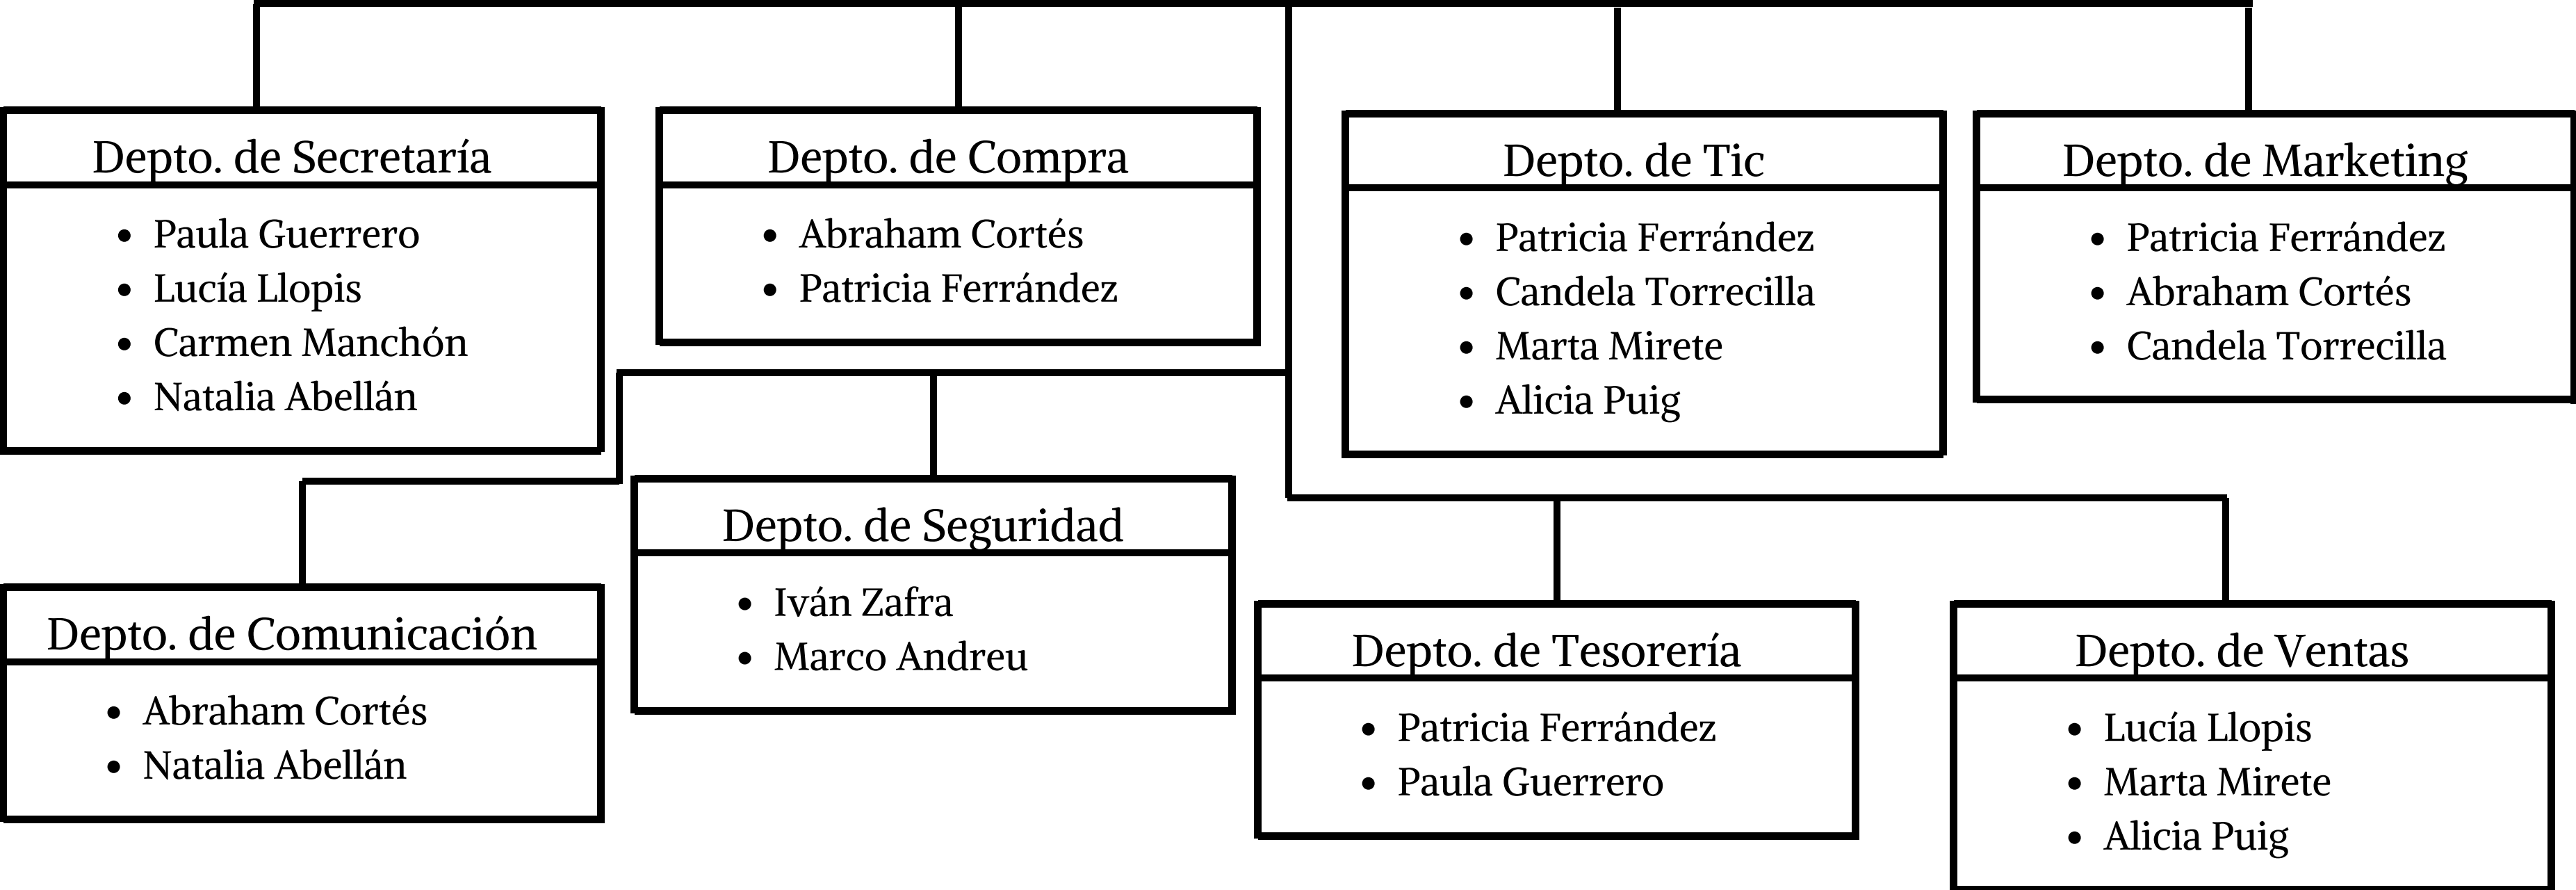 Depto. de Secretaría
• Paula Guerrero
• Lucía Llopis
• Carmen Manchón
• Natalia Abellán
Depto. de Compra
• Abraham Cortés
• Patricia Ferrández
Depto. de Tic
• Patricia Ferrández
• Candela Torrecilla
• Marta Mirete
• Alicia Puig
Depto. de Marketing
• Patricia Ferrández
• Abraham Cortés
• Candela Torrecilla
Depto. de Comunicación
• Abraham Cortés
• Natalia Abellán
Depto. de Seguridad
• Iván Zafra
• Marco Andreu
Depto. de Tesorería
• Patricia Ferrández
• Paula Guerrero
Depto. de Ventas
• Lucía Llopis
• Marta Mirete
• Alicia Puig